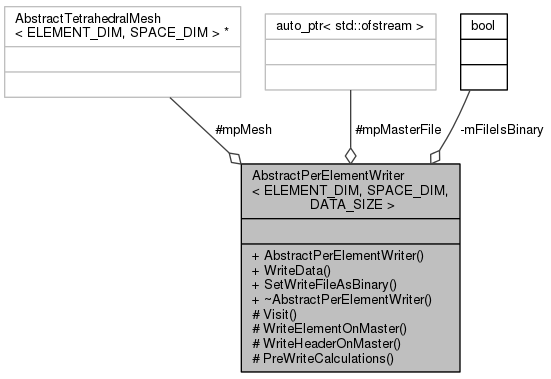 AbstractTetrahedralMesh
< ELEMENT_DIM, SPACE_DIM > *
auto_ptr< std::ofstream >
bool
#mpMesh
#mpMasterFile
-mFileIsBinary
AbstractPerElementWriter
< ELEMENT_DIM, SPACE_DIM,
DATA_SIZE >
+ AbstractPerElementWriter()
+ WriteData()
+ SetWriteFileAsBinary()
+ ~AbstractPerElementWriter()
# Visit()
# WriteElementOnMaster()
# WriteHeaderOnMaster()
# PreWriteCalculations()